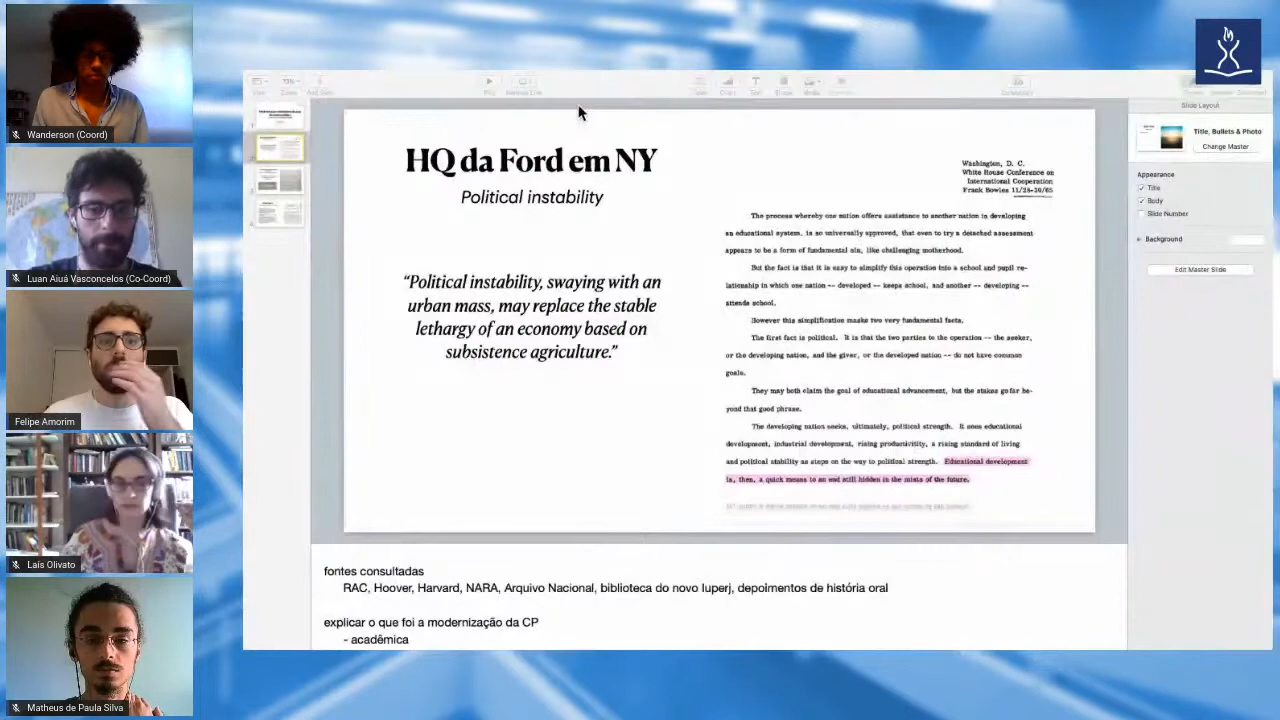 Wanderson (Coord)
Luan Aiuá Vasconcelos (Co-Coord)
Felipe Amorim
Laís Olivato
Matheus de Paula Silva
HQ da Ford em NY
Political instability
“Political instability, swaying with an
urban mass, may replace the stable
lethargy of an economy based on
subsistence agriculture.”
Washington, D. C.
White House Conference on
International Cooperation
Frank Bowles 11/28-30/65
The process whereby one nation offers assistance to another nation in developing
an educational system, is so universally approved, that even to try a detached assessment
appears to be a form of fundamental sin, like challenging motherhood.
But the fact is that it is easy to simplify this operation into a school and pupil re-
lationship in which one nation -- developed -- keeps school, and another -- developing --
attends school.
However this simplification masks two very fundamental facts.
The first fact is political. It is that the two parties to the operation -- the seeker,
or the developing nation, and the giver, or the developed nation -- do not have common
goals.
They may both claim the goal of educational advancement, but the stakes go far be-
yond that good phrase.
The developing nation seeks, ultimately, political strength. It sees educational
development, industrial development, rising productivity, a rising standard of living
and political stability as steps on the way to political strength. Educational development
is, then, a quick means to an end still hidden in the mists of the future.
fontes consultadas
RAC, Hoover, Harvard, NARA, Arquivo Nacional, biblioteca do novo Iuperj, depoimentos de história oral
explicar o que foi a modernização da CP
- acadêmica
Slide Layout
Title, Bullets & Photo
Change Master
Appearance
Title
Body
Slide Number
Background
Edit Master Slide